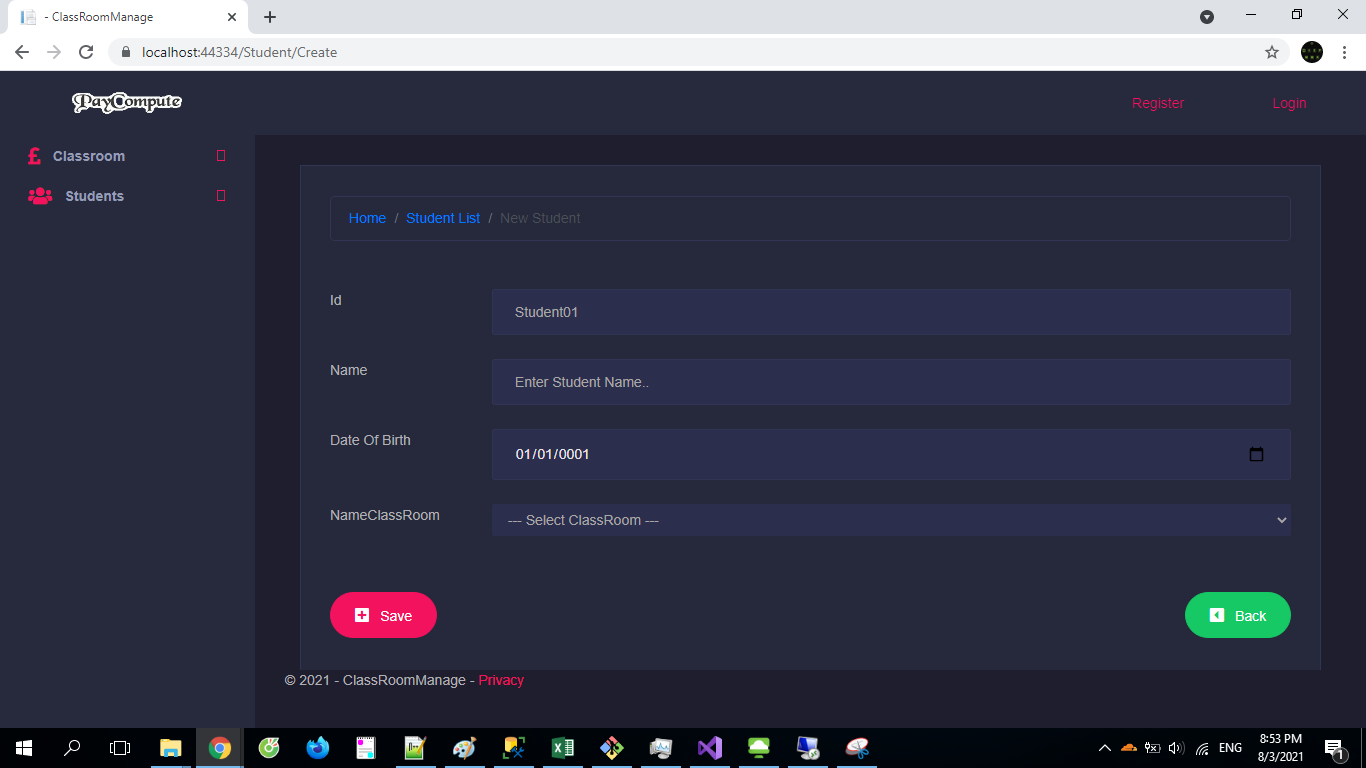 - ClassRoomManage
localhost:44334/Student/Create
PayCompute
Register
Login
Classroom
Students
Home / Student List / New Student
Id
Student01
Name
Enter Student Name..
Date Of Birth
01/01/0001
NameClassRoom
--- Select ClassRoom ---
Save
Back
© 2021 - ClassRoomManage - Privacy
ENG
8:53 PM
8/3/2021
1